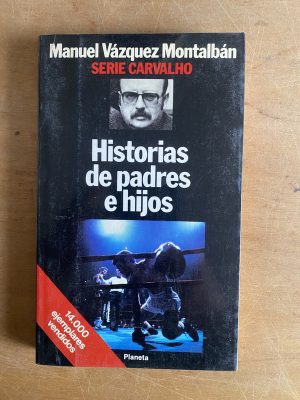 Manuel Vázquez Montalbán
SERIE CARVALHO
Historias
de padres
e hijos
14.000
ejemplares
vendidos
Planeta